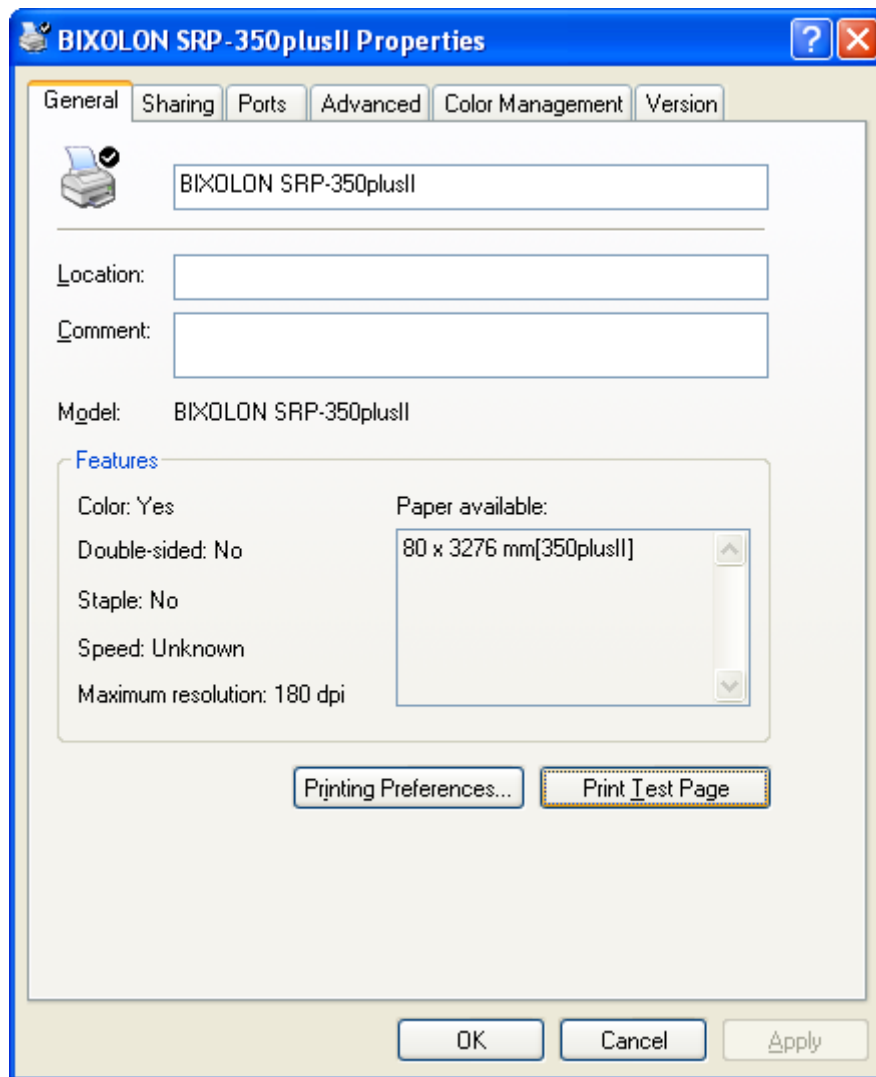 BIXOLON SRP-350plusII Properties
General Sharing Ports Advanced Color Management Version
BIXOLON SRP-350plusII
Location:
Comment:
Model: BIXOLON SRP-350plusII
Features
Color: Yes
Double-sided: No
Staple: No
Speed: Unknown
Maximum resolution: 180 dpi
Paper available:
80 x 3276 mm[350plusII]
Printing Preferences... Print Test Page
OK Cancel Apply